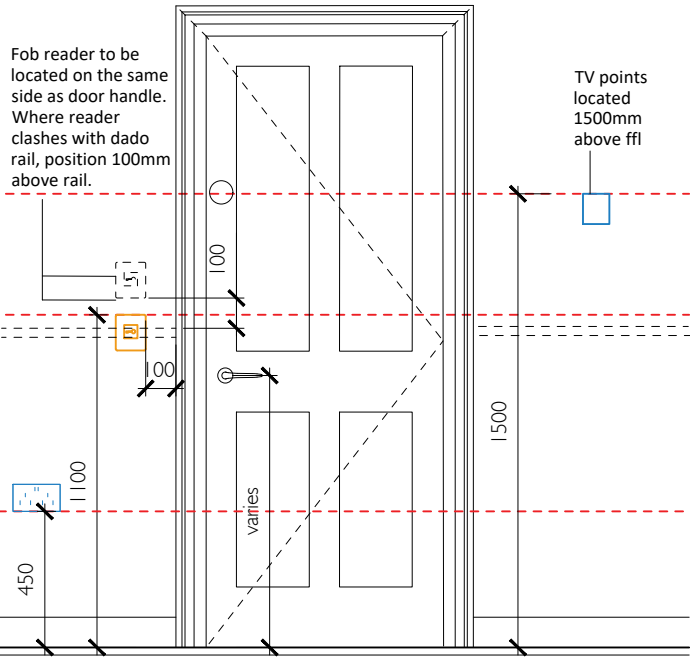 Fob reader to be
located on the same
side as door handle.
Where reader
clashes with dado
rail, position 100mm
above rail.
TV points
located
1500mm
above ffl
100
R
100
1100
1500
varies
450